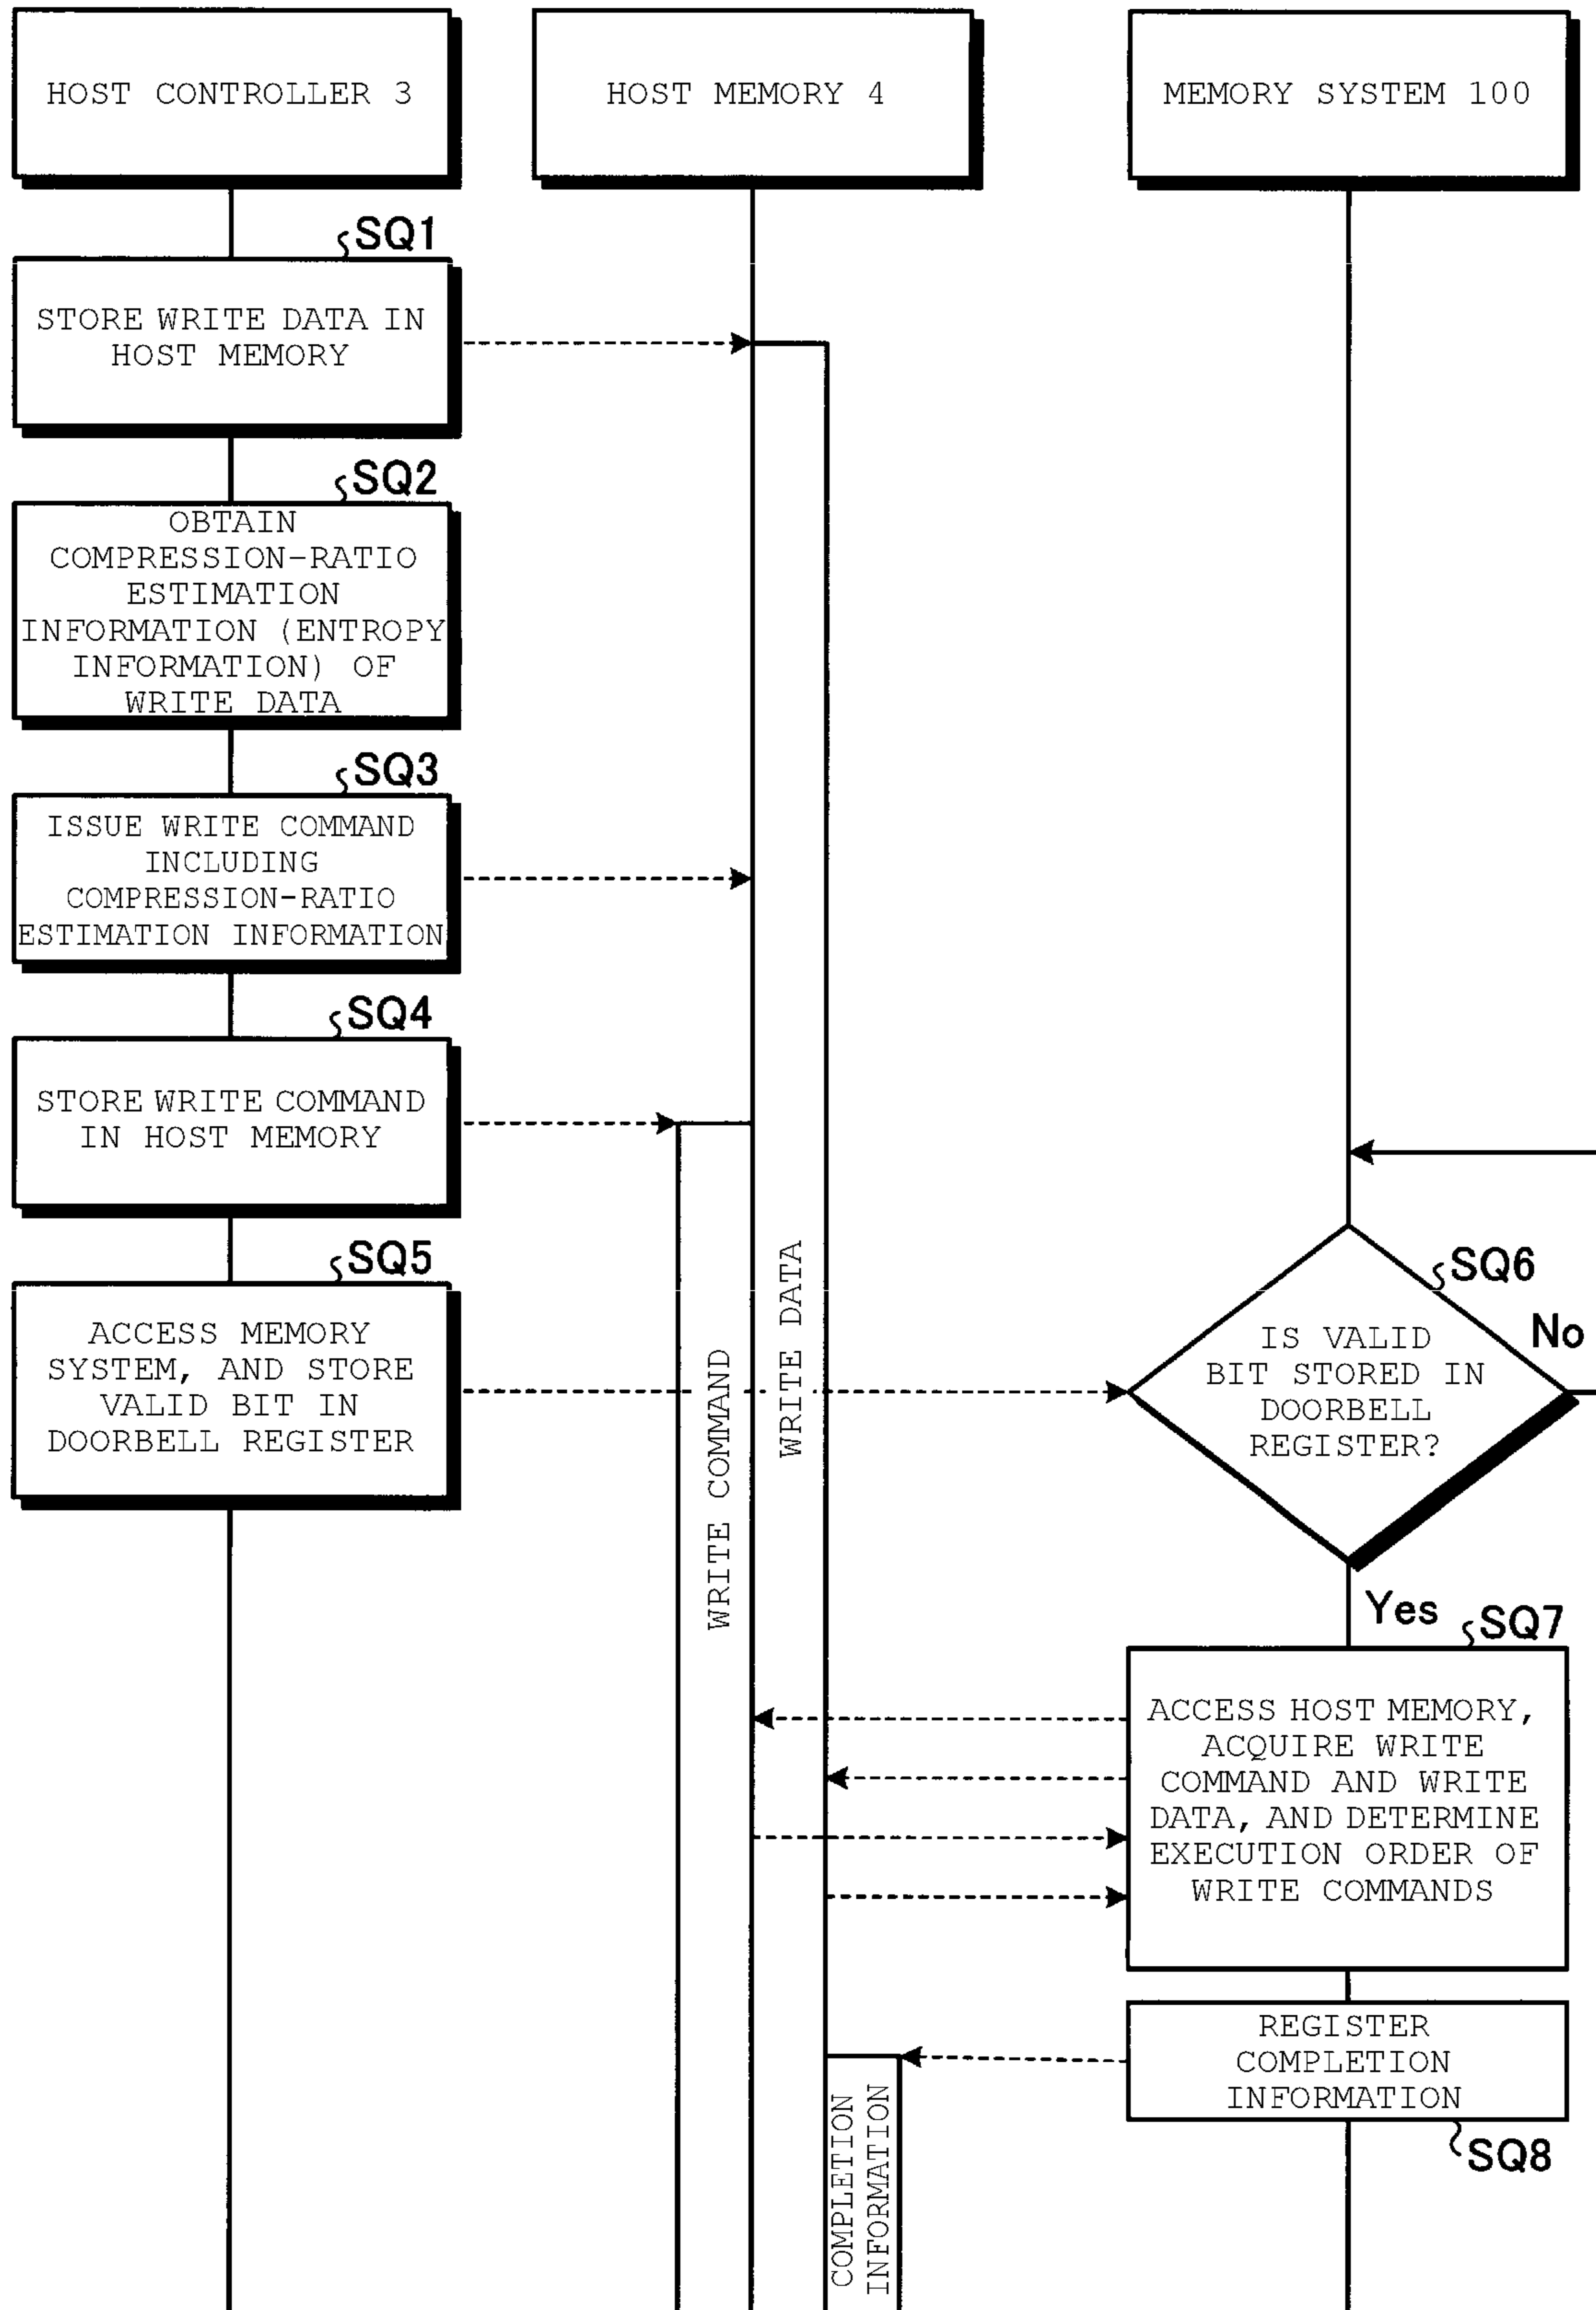 HOST CONTROLLER 3
HOST MEMORY 4
MEMORY SYSTEM 100
SQ1
STORE WRITE DATA IN
HOST MEMORY
SQ2
OBTAIN
COMPRESSION-RATIO
ESTIMATION
INFORMATION (ENTROPY
INFORMATION) OF
WRITE DATA
SQ3
ISSUE WRITE COMMAND
INCLUDING
COMPRESSION-RATIO
ESTIMATION INFORMATION
SQ4
STORE WRITE COMMAND
IN HOST MEMORY
SQ5
ACCESS MEMORY
SYSTEM, AND STORE
VALID BIT IN
DOORBELL REGISTER
WRITE COMMAND
WRITE DATA
SQ6
IS VALID
BIT STORED IN
DOORBELL
REGISTER?
No
Yes
SQ7
ACCESS HOST MEMORY,
ACQUIRE WRITE
COMMAND AND WRITE
DATA, AND DETERMINE
EXECUTION ORDER OF
WRITE COMMANDS
REGISTER
COMPLETION
INFORMATION
SQ8
COMPLETION
INFORMATION